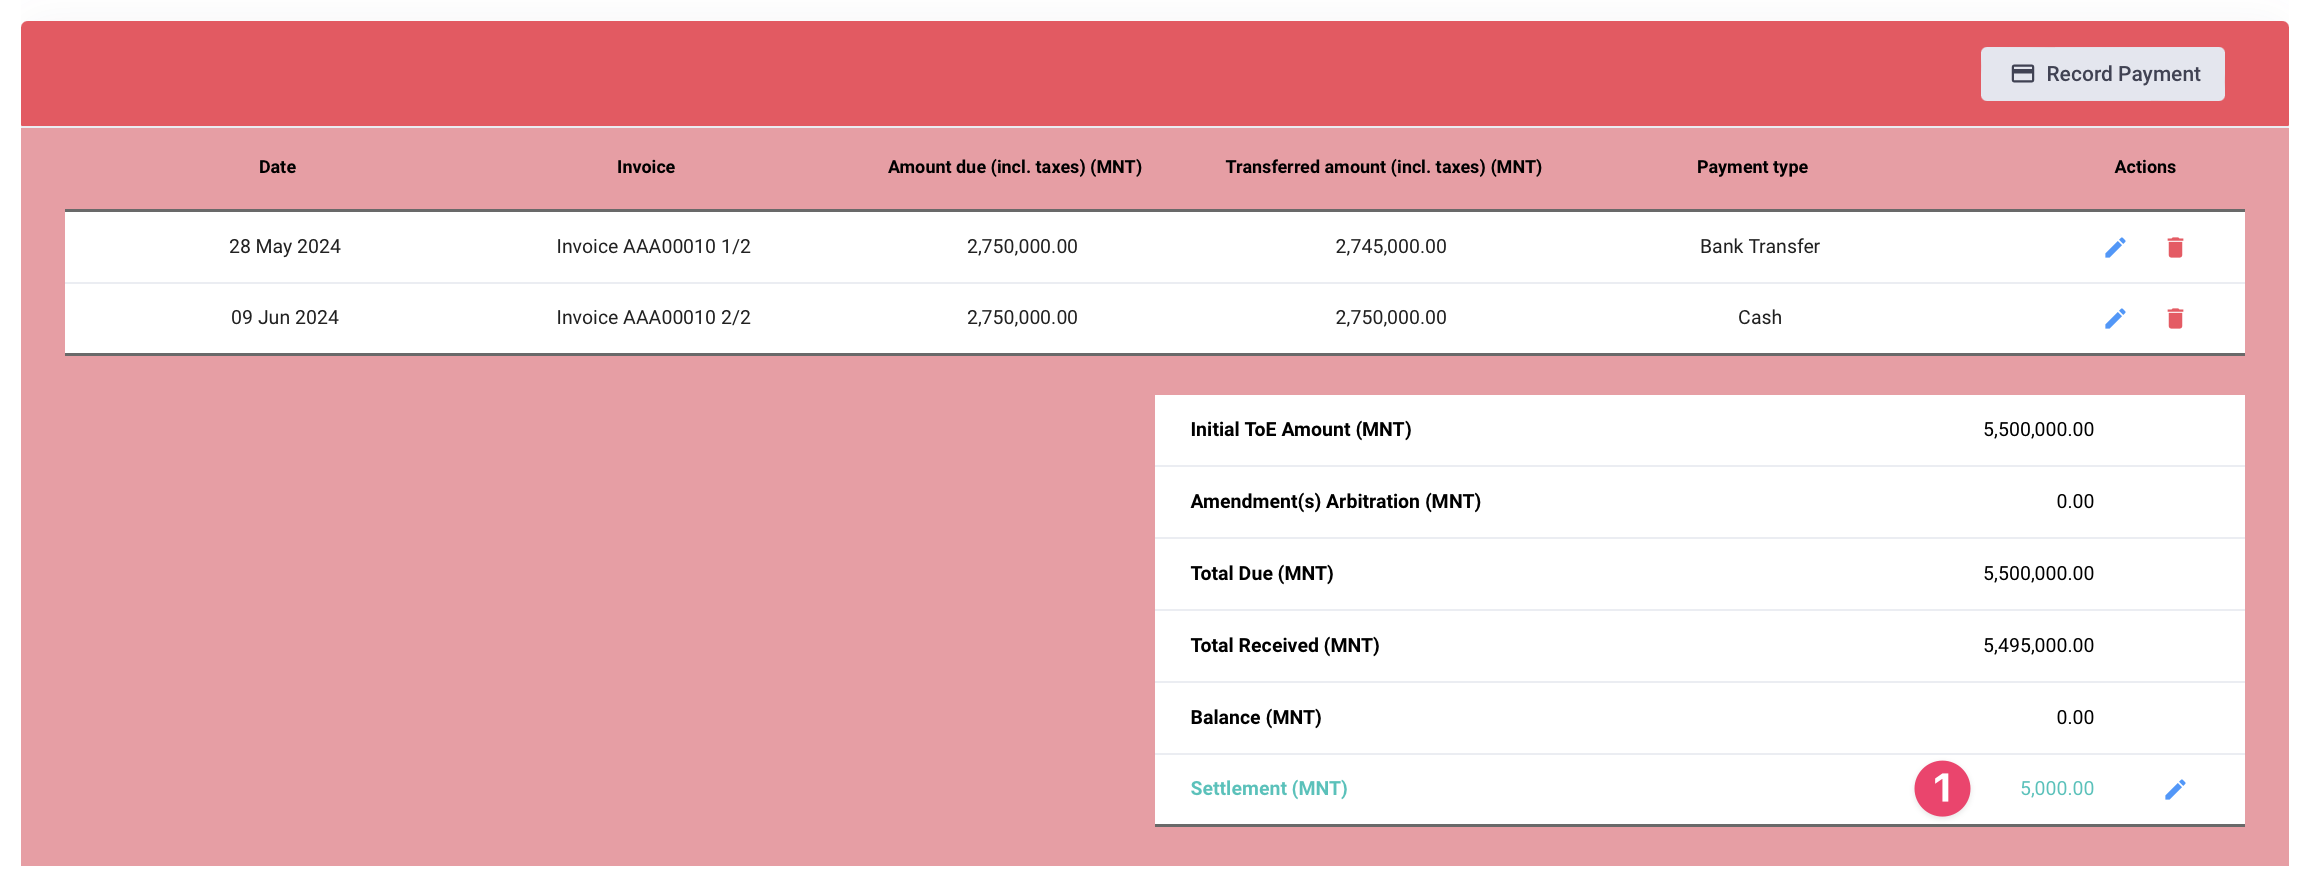 Record Payment
Date Invoice Amount due (incl. taxes) (MNT) Transferred amount (incl. taxes) (MNT) Payment type Actions
28 May 2024 Invoice AAA00010 1/2 2,750,000.00 2,745,000.00 Bank Transfer
09 Jun 2024 Invoice AAA00010 2/2 2,750,000.00 2,750,000.00 Cash
Initial ToE Amount (MNT) 5,500,000.00
Amendment(s) Arbitration (MNT) 0.00
Total Due (MNT) 5,500,000.00
Total Received (MNT) 5,495,000.00
Balance (MNT) 0.00
Settlement (MNT) 1 5,000.00